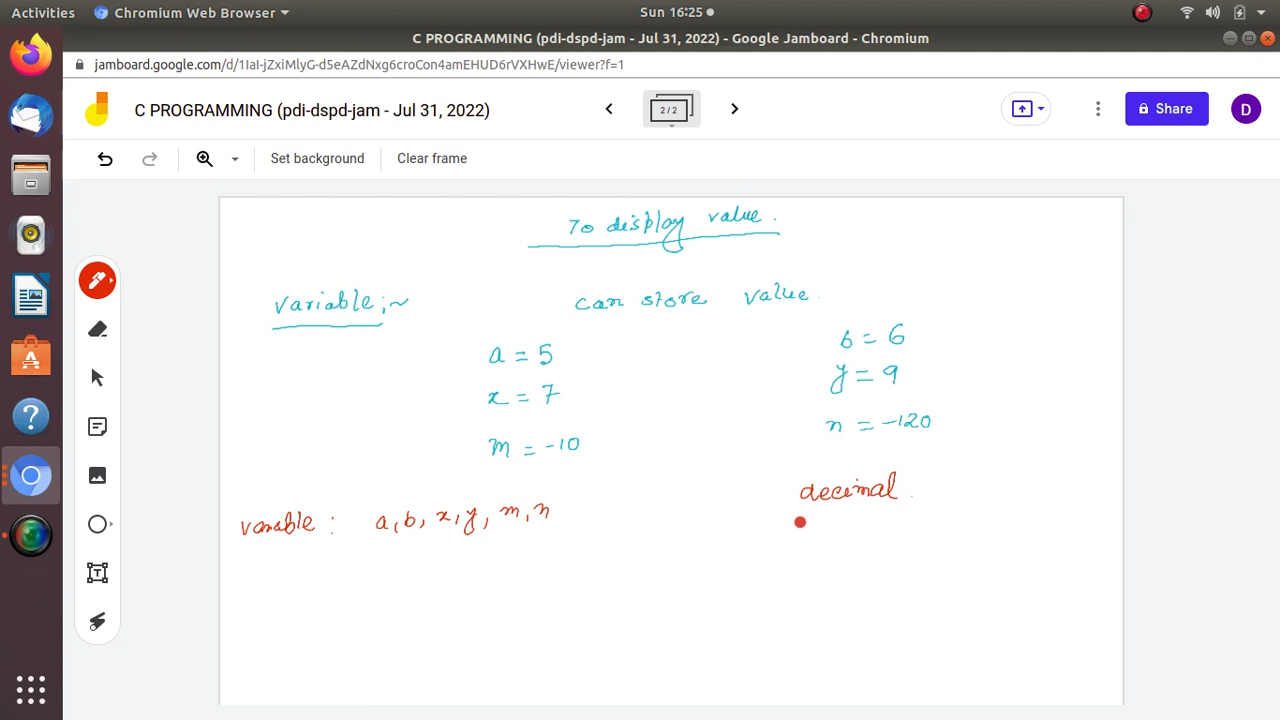 Activities Chromium Web Browser Sun 16:25
C PROGRAMMING (pdi-dspd-jam - Jul 31, 2022) - Google Jamboard - Chromium
jamboard.google.com/d/1IaI-jZxiMlyG-d5eAZdNxg6croCon4amEHUD6rVXHwE/viewer?f=1
C PROGRAMMING (pdi-dspd-jam - Jul 31, 2022) 2/2 Share D
Set background Clear frame
To display value.
variable;~ can store value.
a = 5 b = 6
x = 7 y = 9
m = -10 n = -120
decimal.
variable: a, b, x, y, m, n